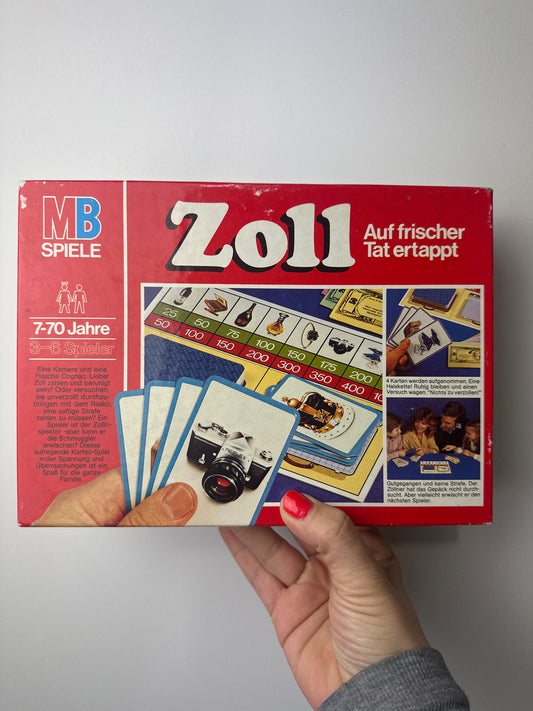 MB
SPIELE
Zoll
Auf frischer
Tat ertappt
7-70 Jahre
3-6 Spieler
Eine Kamera und eine
Flasche Cognac. Lieber
Zoll zahlen und beruhigt
sein? Oder versuchen,
sie unverzollt durchzu-
bringen - mit dem Risiko,
eine saftige Strafe
zahlen zu müssen? Ein
Spieler ist der Zollin-
spektor - aber kann er
die Schmuggler
erwischen? Dieses
aufregende Karten-Spiel
voller Spannung und
Überraschungen ist ein
Spaß für die ganze
Familie.
25 50 75 100 150 175 200
50 100 150 200 300 350 400
4 Karten werden aufgenommen. Eine
Halskette! Ruhig bleiben und einen
Versuch wagen, "Nichts zu verzollen!"
Gutgegangen und keine Strafe. Der
Zöllner hat das Gepäck nicht durch-
sucht. Aber vielleicht erwischt er den
nächsten Spieler.